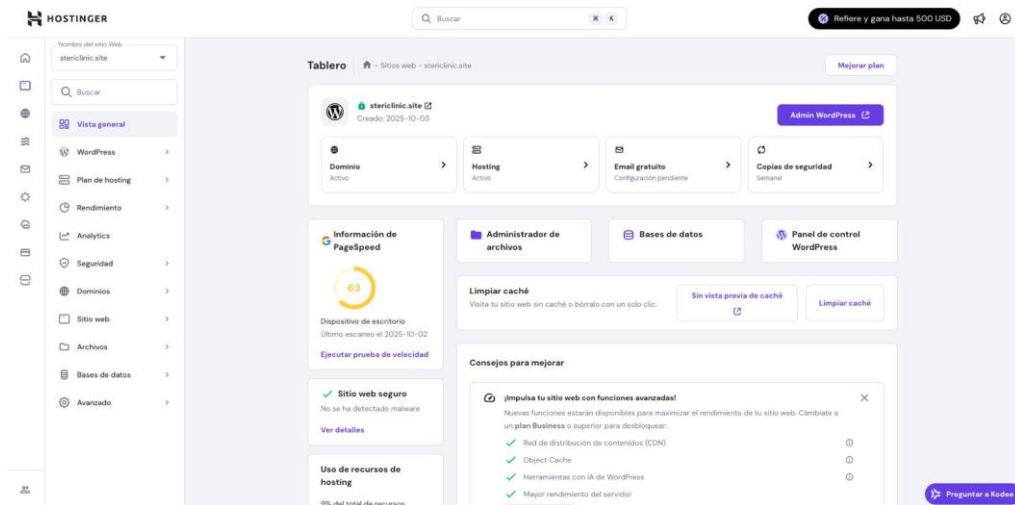 HOSTINGER
Buscar
⌘ K
Refiere y gana hasta 500 USD
Nombre del sitio Web
stericlinic.site
Buscar
Vista general
WordPress
Plan de hosting
Rendimiento
Analytics
Seguridad
Dominios
Sitio web
Archivos
Bases de datos
Avanzado
Tablero
- Sitios web - stericlinic.site
Mejorar plan
stericlinic.site
Creado: 2025-10-03
Admin WordPress
Dominio
Activo
Hosting
Activo
Email gratuito
Configuración pendiente
Copias de seguridad
Semanal
Información de
PageSpeed
63
Dispositivo de escritorio
Último escaneo el 2025-10-02
Ejecutar prueba de velocidad
Administrador de
archivos
Bases de datos
Panel de control
WordPress
Limpiar caché
Visita tu sitio web sin caché o bórralo con un solo clic.
Sin vista previa de caché
Limpiar caché
Sitio web seguro
No se ha detectado malware
Ver detalles
Uso de recursos de
hosting
9% del total de recursos
Consejos para mejorar
¡Impulsa tu sitio web con funciones avanzadas!
Nuevas funciones estarán disponibles para maximizar el rendimiento de tu sitio web. Cámbiate a
un plan Business o superior para desbloquear:
Red de distribución de contenidos (CDN)
Object Cache
Herramientas con IA de WordPress
Mayor rendimiento del servidor
Preguntar a Kodee